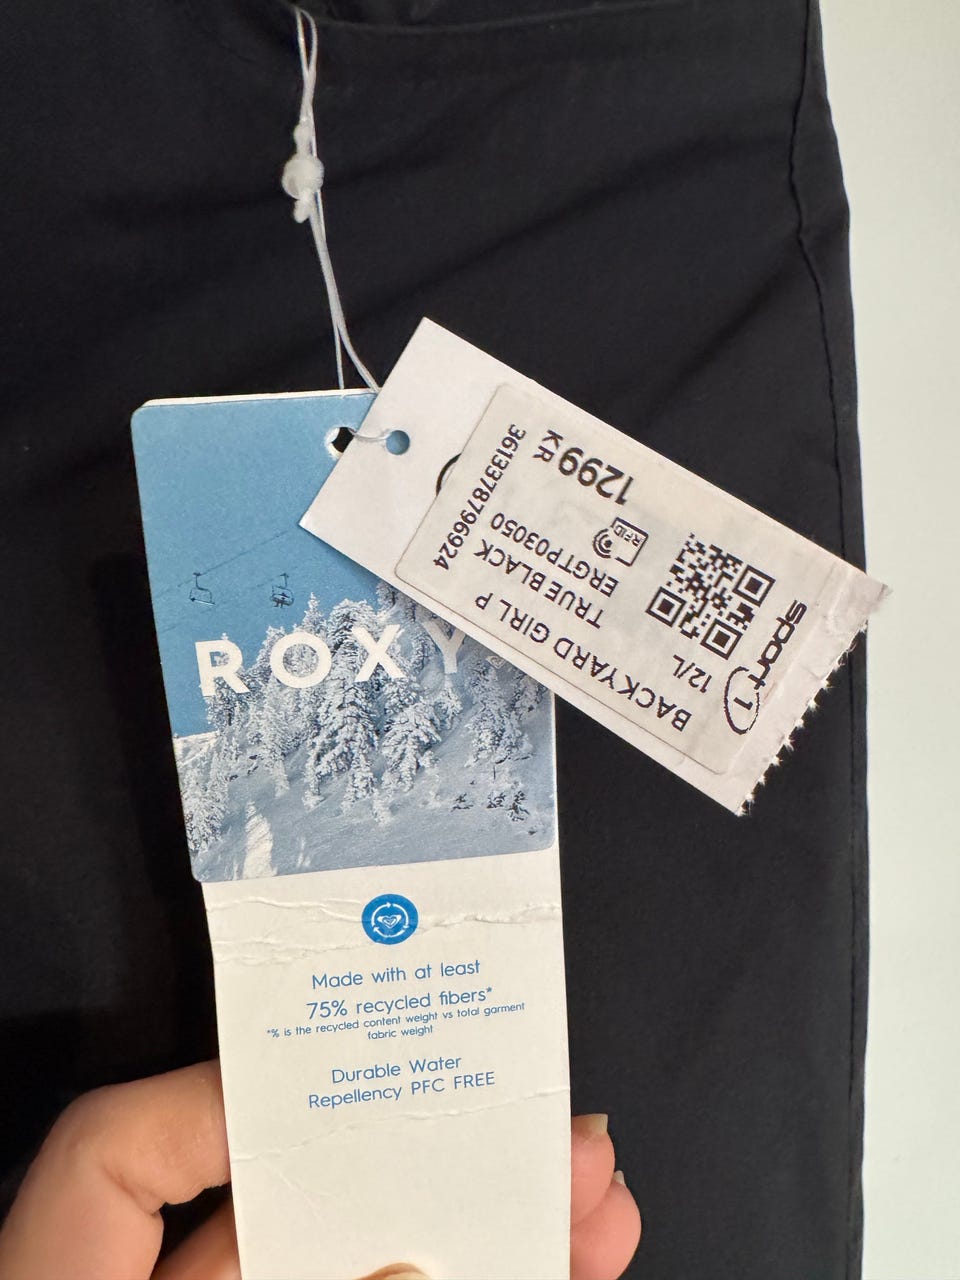 ROXY
Made with at least
75% recycled fibers*
*% is the recycled content weight vs total garment
fabric weight
Durable Water
Repellency PFC FREE
sport 1
12/L
BACKYARD GIRL P
TRUE BLACK
ERGTP03050
RFID
3613378796924
1299 KR